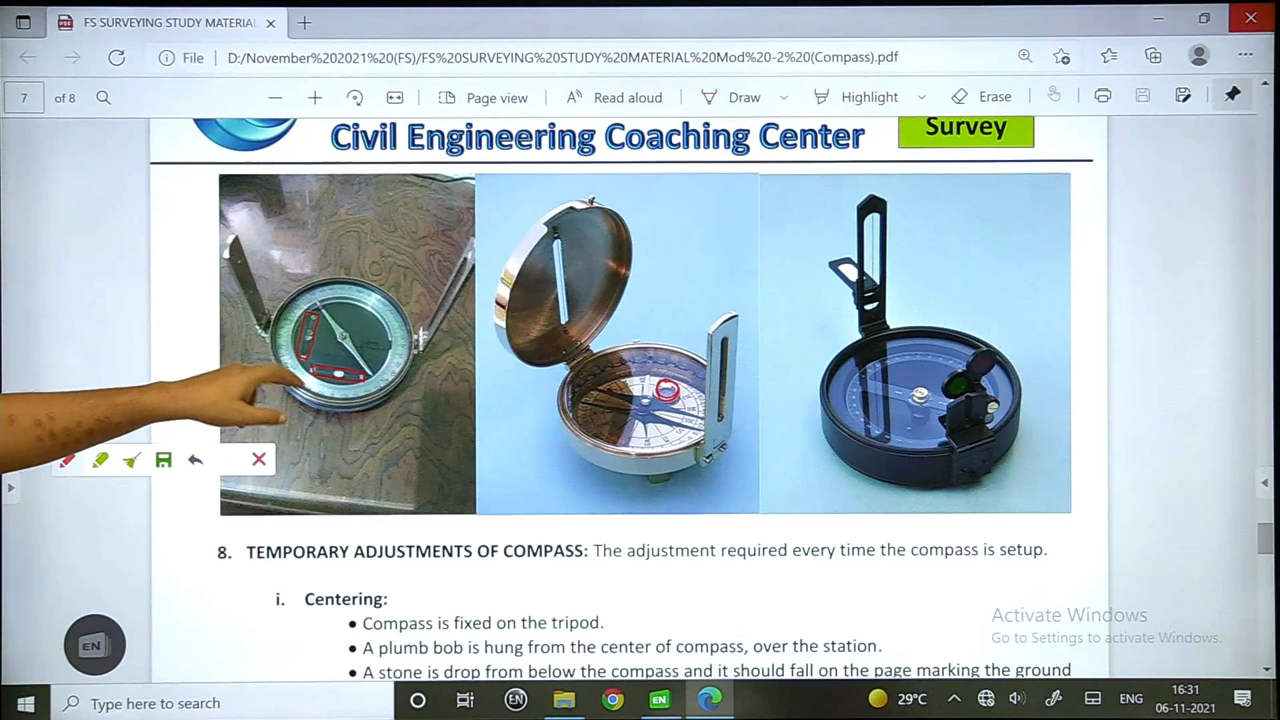 FS SURVEYING STUDY MATERIAL
File
D:/November%202021%20(FS)/FS%20SURVEYING%20STUDY%20MATERIAL%20Mod%20-2%20(Compass).pdf
7 of 8
Page view
Read aloud
Draw
Highlight
Erase
Civil Engineering Coaching Center
Survey
8. TEMPORARY ADJUSTMENTS OF COMPASS: The adjustment required every time the compass is setup.
i. Centering:
• Compass is fixed on the tripod.
• A plumb bob is hung from the center of compass, over the station.
• A stone is drop from below the compass and it should fall on the page marking the ground
Activate Windows
Go to Settings to activate Windows.
EN
Type here to search
EN
EN
29°C
ENG
16:31
06-11-2021